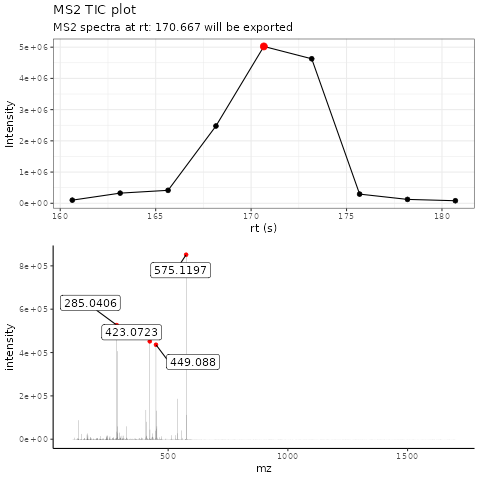 MS2 TIC plot
MS2 spectra at rt: 170.667 will be exported
5e+06
4e+06
3e+06
2e+06
1e+06
0e+00
Intensity
160
165
170
175
180
rt (s)
8e+05
6e+05
4e+05
2e+05
0e+00
intensity
575.1197
285.0406
423.0723
449.088
500
1000
1500
mz